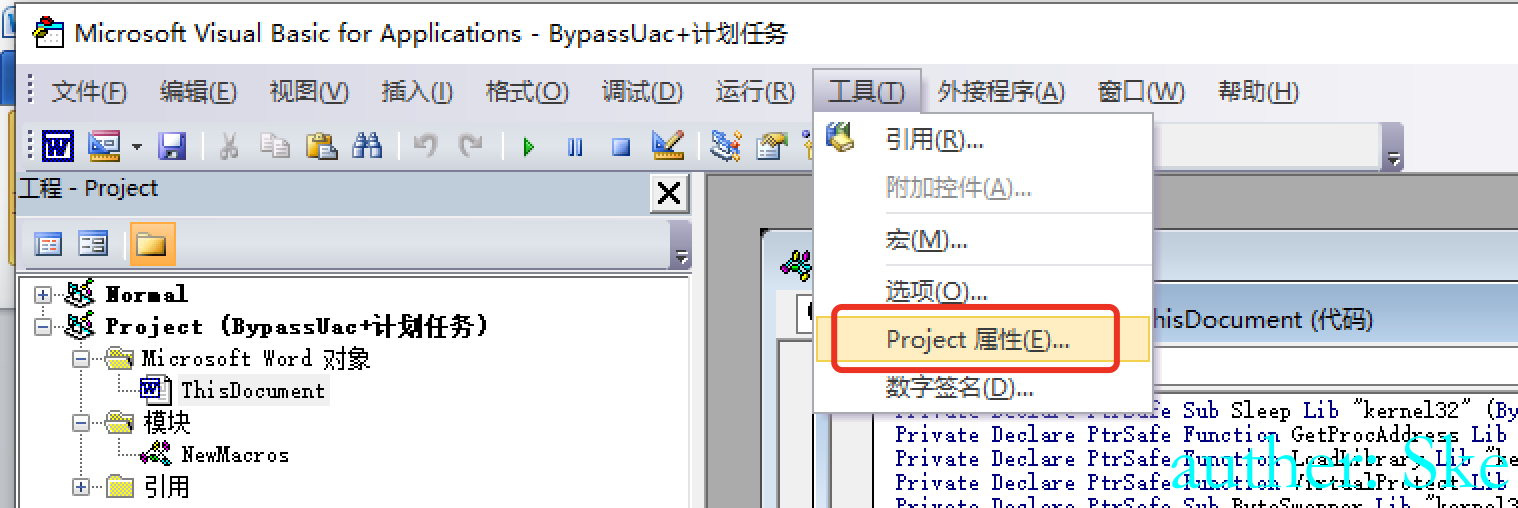 Microsoft Visual Basic for Applications - BypassUac+计划任务
文件(F) 编辑(E) 视图(V) 插入(I) 格式(O) 调试(D) 运行(R) 工具(T) 外接程序(A) 窗口(W) 帮助(H)
引用(R)...
附加控件(A)...
宏(M)...
选项(O)...
Project 属性(E)...
数字签名(D)...
工程 - Project
Normal
Project (BypassUac+计划任务)
Microsoft Word 对象
ThisDocument
模块
NewMacros
引用
hisDocument (代码)
Private Declare PtrSafe Sub Sleep Lib "kernel32" (By
Private Declare PtrSafe Function GetProcAddress Lib
Private Declare PtrSafe Function LoadLibrary Lib "ke
Private Declare PtrSafe Function VirtualProtect Lib
Private Declare PtrSafe Sub ByteSwapper Lib "kernel3
auther: Ske